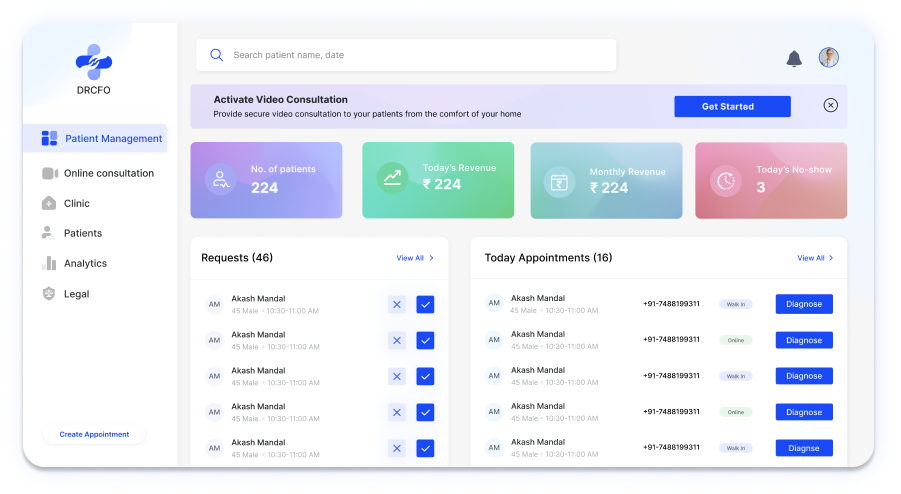 DRCFO
Patient Management
Online consultation
Clinic
Patients
Analytics
Legal
Create Appointment
Search patient name, date
Activate Video Consultation
Provide secure video consultation to your patients from the comfort of your home
Get Started
No. of patients
224
Today's Revenue
₹ 224
Monthly Revenue
₹ 224
Today's No-show
3
Requests (46)
View All
AM
Akash Mandal
45 Male • 10:30-11:00 AM
AM
Akash Mandal
45 Male • 10:30-11:00 AM
AM
Akash Mandal
45 Male • 10:30-11:00 AM
AM
Akash Mandal
45 Male • 10:30-11:00 AM
AM
Akash Mandal
45 Male • 10:30-11:00 AM
Today Appointments (16)
View All
AM
Akash Mandal
45 Male • 10:30-11:00 AM
+91-7488199311
Walk In
Diagnose
AM
Akash Mandal
45 Male • 10:30-11:00 AM
+91-7488199311
Online
Diagnose
AM
Akash Mandal
45 Male • 10:30-11:00 AM
+91-7488199311
Walk In
Diagnose
AM
Akash Mandal
45 Male • 10:30-11:00 AM
+91-7488199311
Online
Diagnose
AM
Akash Mandal
45 Male • 10:30-11:00 AM
+91-7488199311
Walk In
Diagnse